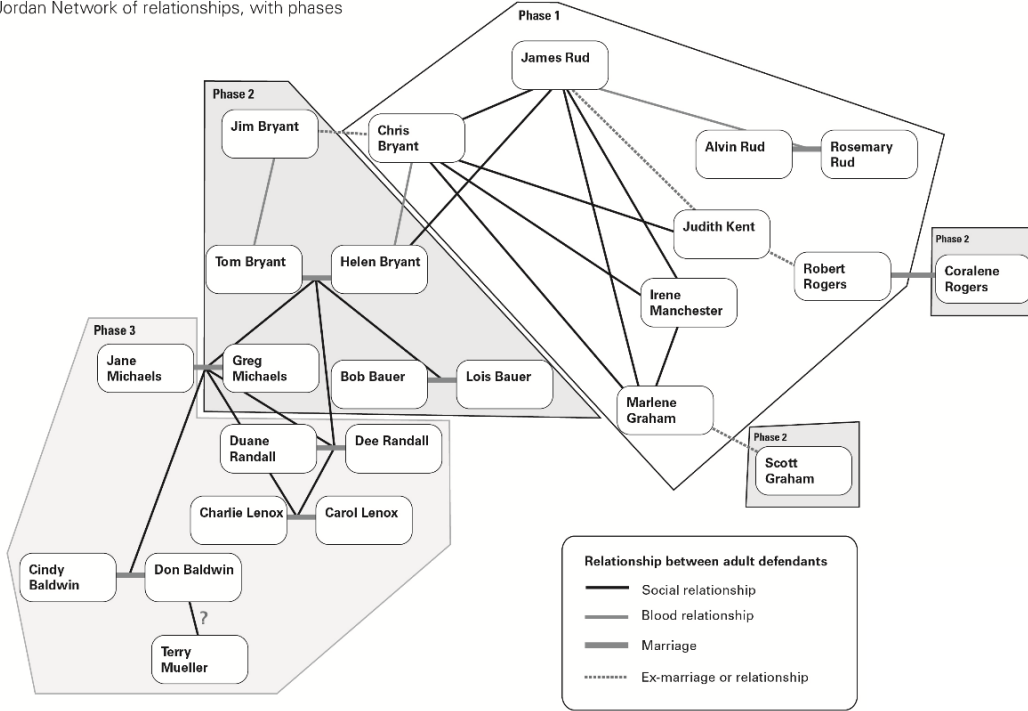 Jordan Network of relationships, with phases
Phase 1
James Rud
Phase 2
Jim Bryant
Chris
Bryant
Alvin Rud
Rosemary
Rud
Judith Kent
Tom Bryant
Helen Bryant
Robert
Rogers
Phase 2
Coralene
Rogers
Irene
Manchester
Phase 3
Jane
Michaels
Greg
Michaels
Bob Bauer
Lois Bauer
Marlene
Graham
Duane
Randall
Dee Randall
Phase 2
Scott
Graham
Charlie Lenox
Carol Lenox
Cindy
Baldwin
Don Baldwin
?
Terry
Mueller
Relationship between adult defendants
Social relationship
Blood relationship
Marriage
Ex-marriage or relationship